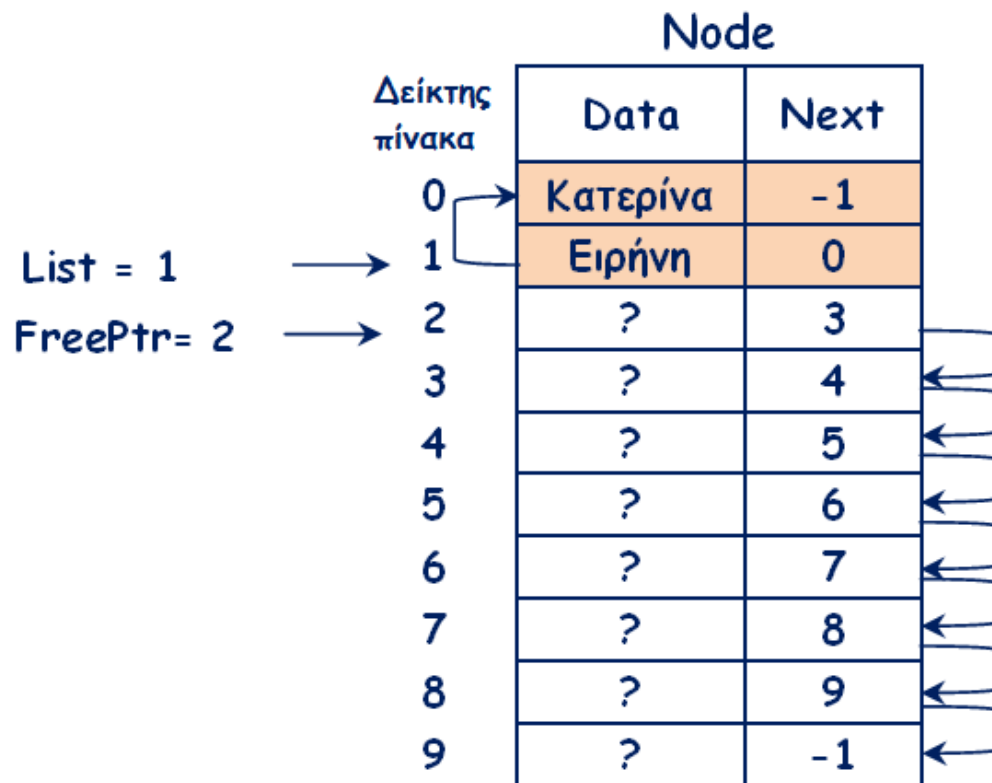 Node
Δείκτης
πίνακα
Data Next
0 Κατερίνα -1
List = 1 1 Ειρήνη 0
FreePtr= 2 2 ? 3
3 ? 4
4 ? 5
5 ? 6
6 ? 7
7 ? 8
8 ? 9
9 ? -1